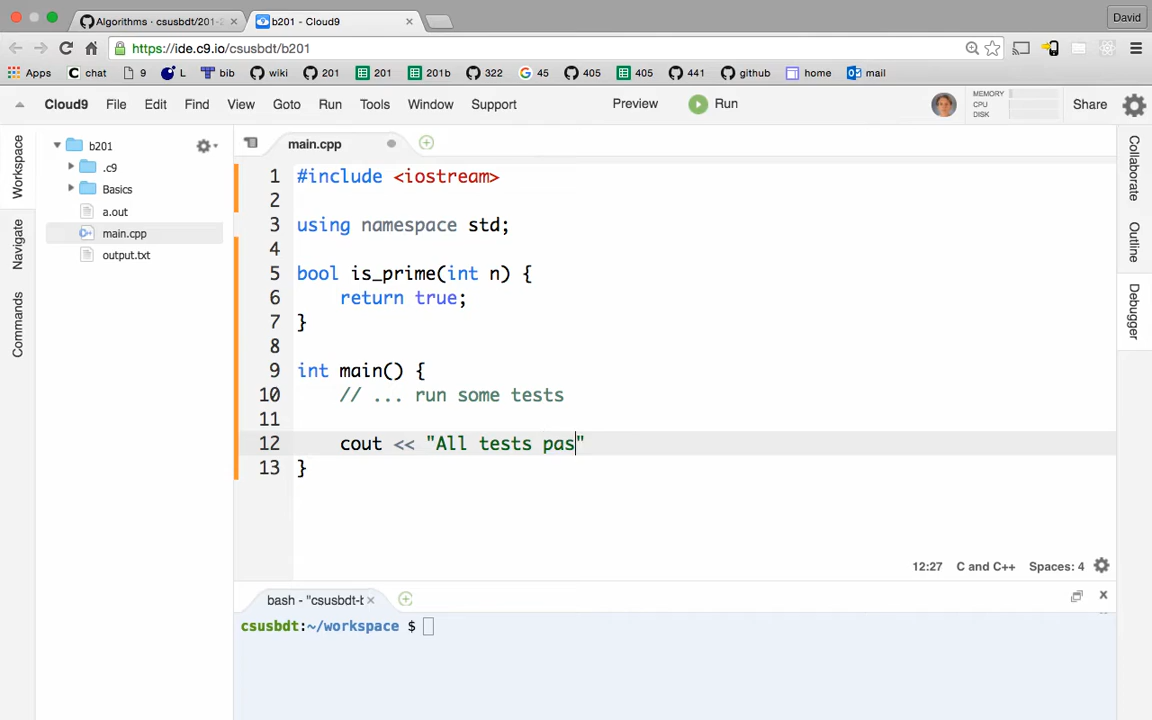 Algorithms · csusbdt/201-2
b201 - Cloud9
David
https://ide.c9.io/csusbdt/b201
Apps chat 9 L bib wiki 201 201 201b 322 45 405 405 441 github home mail
Cloud9 File Edit Find View Goto Run Tools Window Support Preview Run MEMORY CPU DISK Share
Workspace
Navigate
Commands
b201
.c9
Basics
a.out
main.cpp
output.txt
main.cpp
1 #include <iostream>
2
3 using namespace std;
4
5 bool is_prime(int n) {
6 return true;
7 }
8
9 int main() {
10 // ... run some tests
11
12 cout << "All tests pas"
13 }
12:27 C and C++ Spaces: 4
Collaborate
Outline
Debugger
bash - "csusbdt-b
csusbdt:~/workspace $